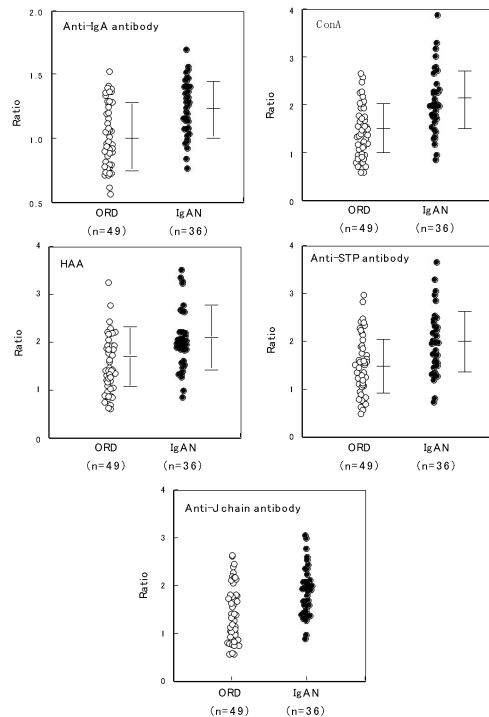 Anti-IgA antibody
2.0
1.5
1.0
0.5
Ratio
ORD IgAN
(n=49) (n=36)
ConA
4
3
2
1
0
Ratio
ORD IgAN
(n=49) (n=36)
HAA
4
3
2
1
0
Ratio
ORD IgAN
(n=49) (n=36)
Anti-STP antibody
4
3
2
1
0
Ratio
ORD IgAN
(n=49) (n=36)
Anti-J chain antibody
4
3
2
1
0
Ratio
ORD IgAN
(n=49) (n=36)